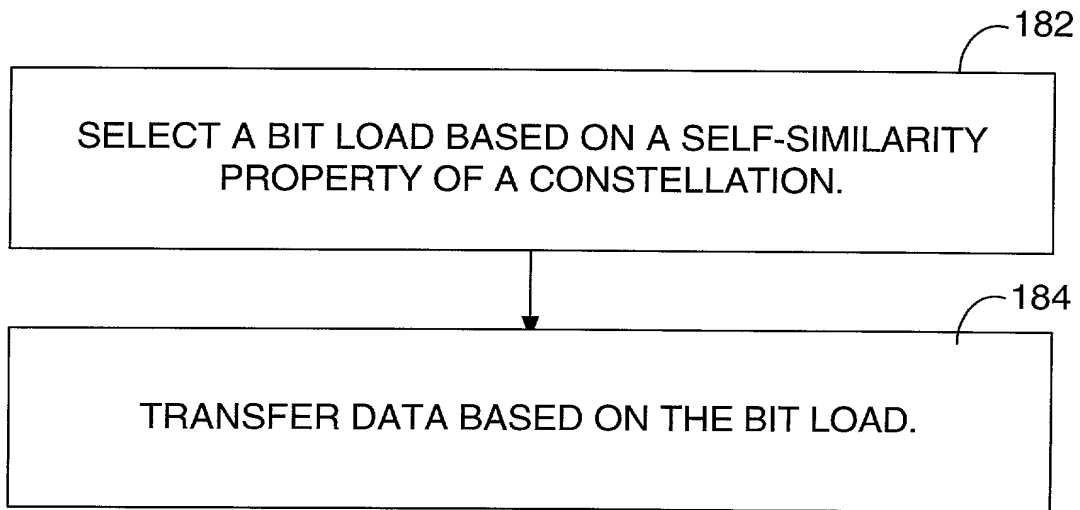 182
SELECT A BIT LOAD BASED ON A SELF-SIMILARITY
PROPERTY OF A CONSTELLATION.
184
TRANSFER DATA BASED ON THE BIT LOAD.